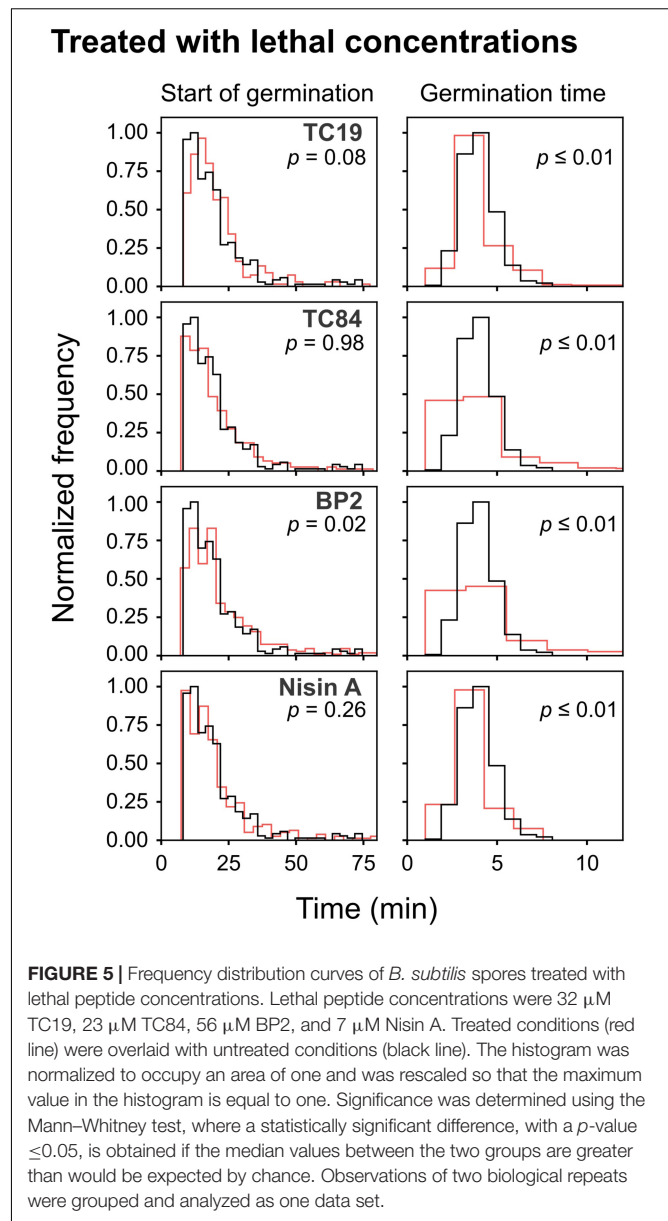 Treated with lethal concentrations
Start of germination
Germination time
Normalized frequency
1.00
0.75
0.50
0.25
0.00
TC19
p = 0.08
p ≤ 0.01
1.00
0.75
0.50
0.25
0.00
TC84
p = 0.98
p ≤ 0.01
1.00
0.75
0.50
0.25
0.00
BP2
p = 0.02
p ≤ 0.01
1.00
0.75
0.50
0.25
0.00
Nisin A
p = 0.26
p ≤ 0.01
0 25 50 75
0 5 10
Time (min)
FIGURE 5 | Frequency distribution curves of B. subtilis spores treated with
lethal peptide concentrations. Lethal peptide concentrations were 32 μM
TC19, 23 μM TC84, 56 μM BP2, and 7 μM Nisin A. Treated conditions (red
line) were overlaid with untreated conditions (black line). The histogram was
normalized to occupy an area of one and was rescaled so that the maximum
value in the histogram is equal to one. Significance was determined using the
Mann–Whitney test, where a statistically significant difference, with a p-value
≤0.05, is obtained if the median values between the two groups are greater
than would be expected by chance. Observations of two biological repeats
were grouped and analyzed as one data set.